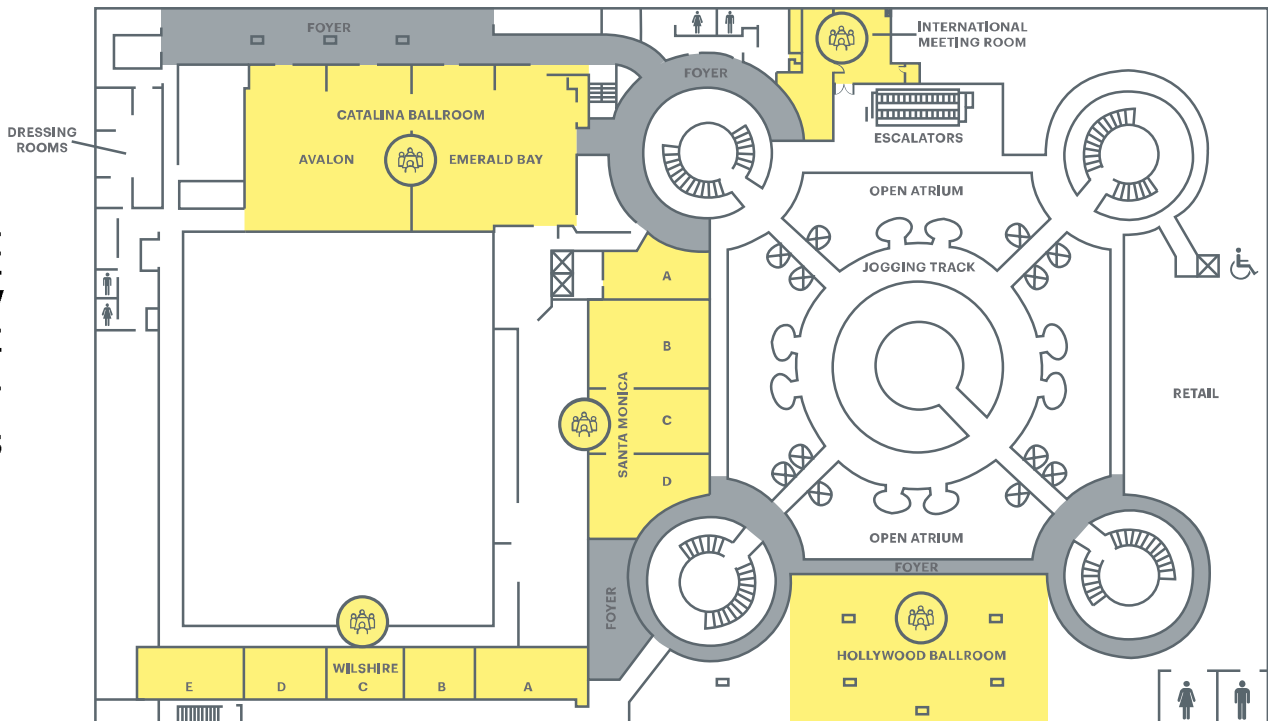 FOYER
INTERNATIONAL
MEETING ROOM
FOYER
CATALINA BALLROOM
ESCALATORS
DRESSING
ROOMS
AVALON
EMERALD BAY
OPEN ATRIUM
JOGGING TRACK
A
B
SANTA MONICA
C
D
RETAIL
OPEN ATRIUM
FOYER
FOYER
HOLLYWOOD BALLROOM
WILSHIRE
E
D
C
B
A